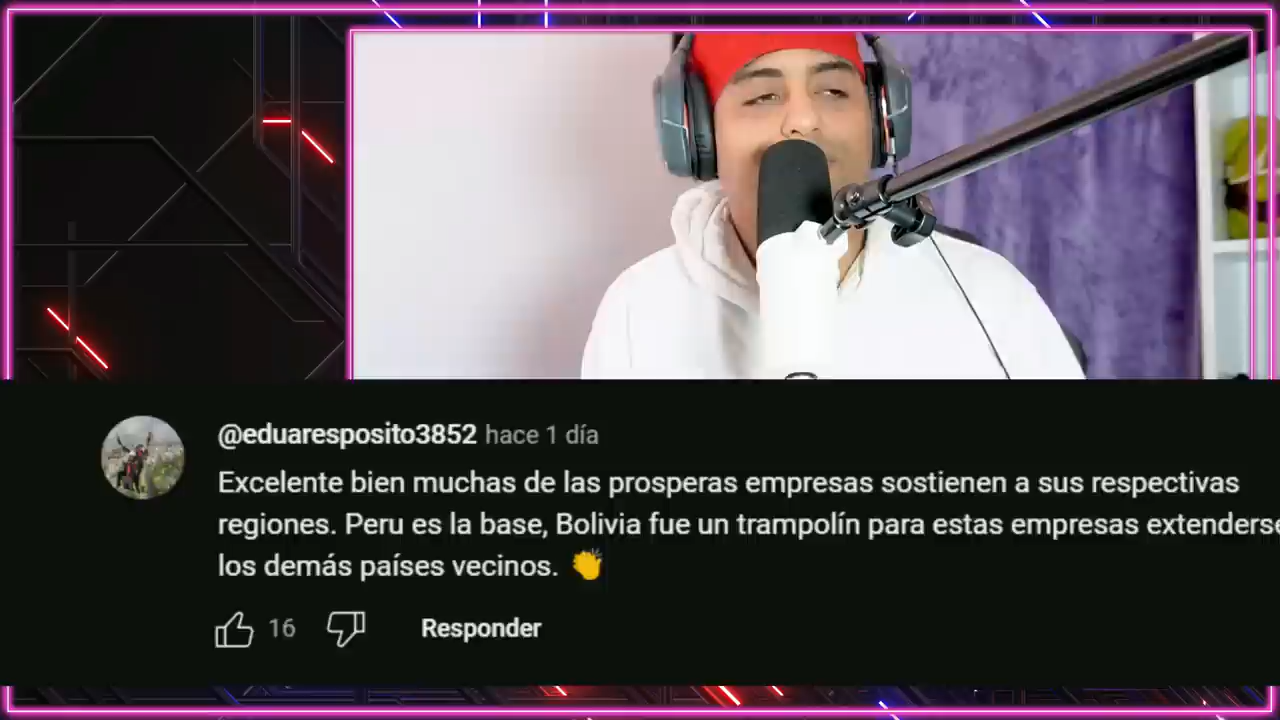 @eduaresposito3852 hace 1 día
Excelente bien muchas de las prosperas empresas sostienen a sus respectivas
regiones. Peru es la base, Bolivia fue un trampolín para estas empresas extenderse
los demás países vecinos. 👏
16 Responder